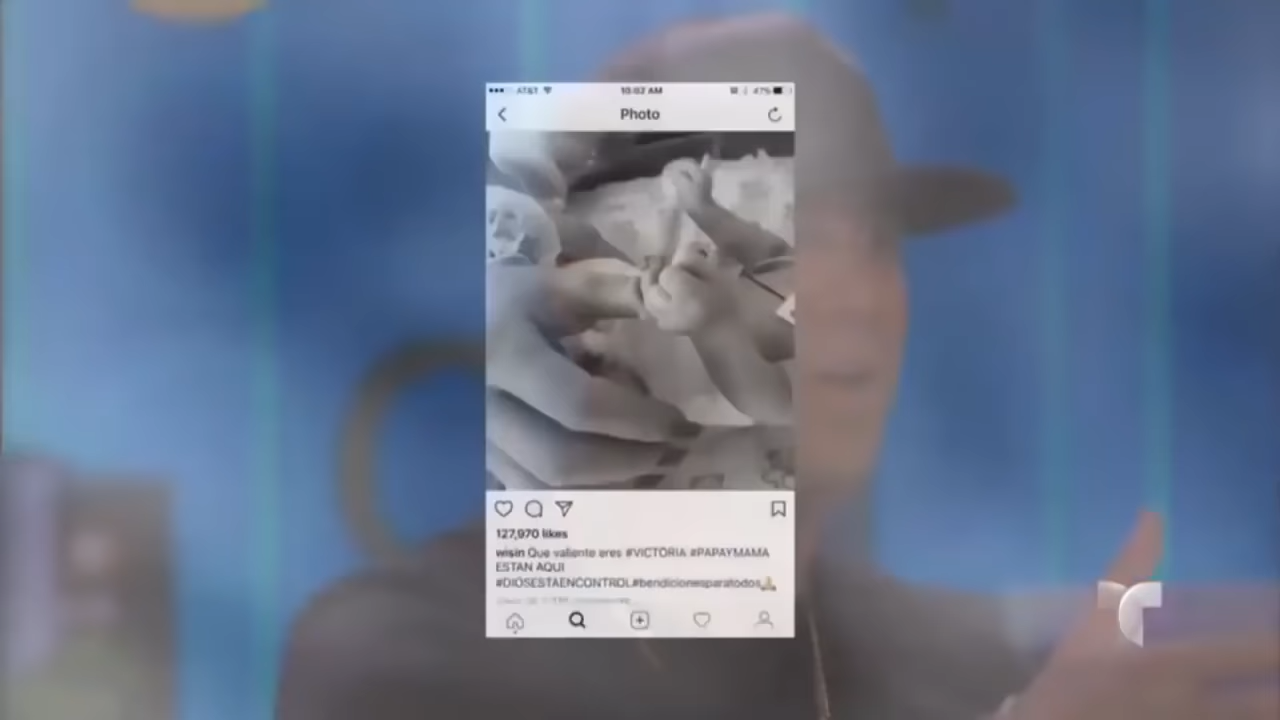 AT&T 10:02 AM 47%
Photo
127,970 likes
wisin Que valiente eres #VICTORIA #PAPAYMAMA
ESTAN AQUI
#DIOSESTAENCONTROL#bendicionesparatodos🙏